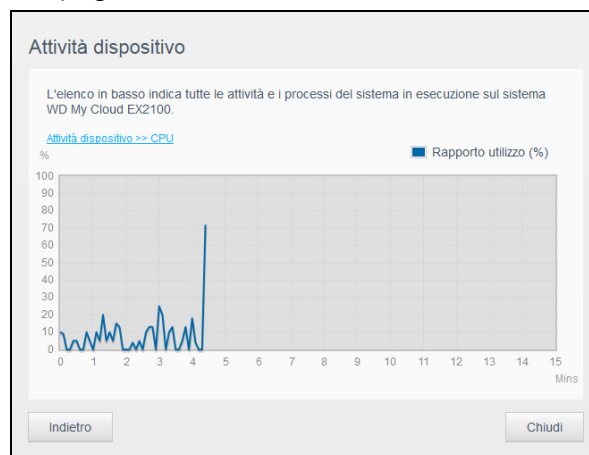 Attività dispositivo
L'elenco in basso indica tutte le attività e i processi del sistema in esecuzione sul sistema
WD My Cloud EX2100.
Attività dispositivo >> CPU
%
Rapporto utilizzo (%)
100
90
80
70
60
50
40
30
20
10
0
0 1 2 3 4 5 6 7 8 9 10 11 12 13 14 15
Mins
Indietro
Chiudi